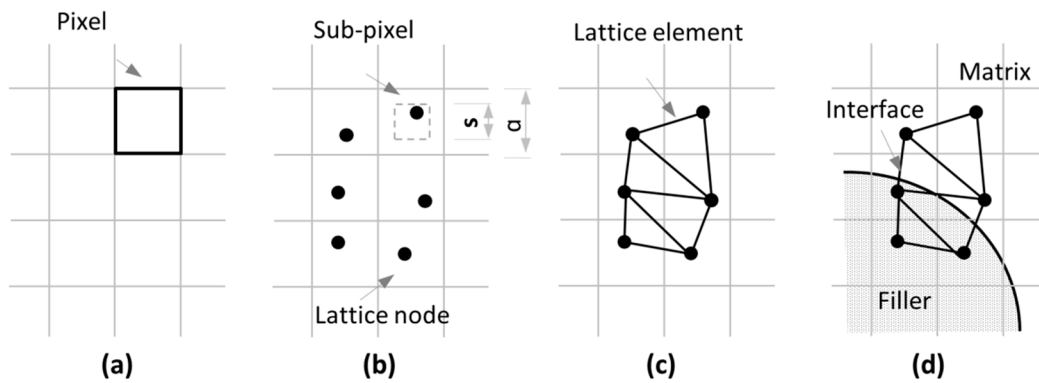 Pixel
Sub-pixel
s
a
Lattice node
Lattice element
Matrix
Interface
Filler
(a)
(b)
(c)
(d)